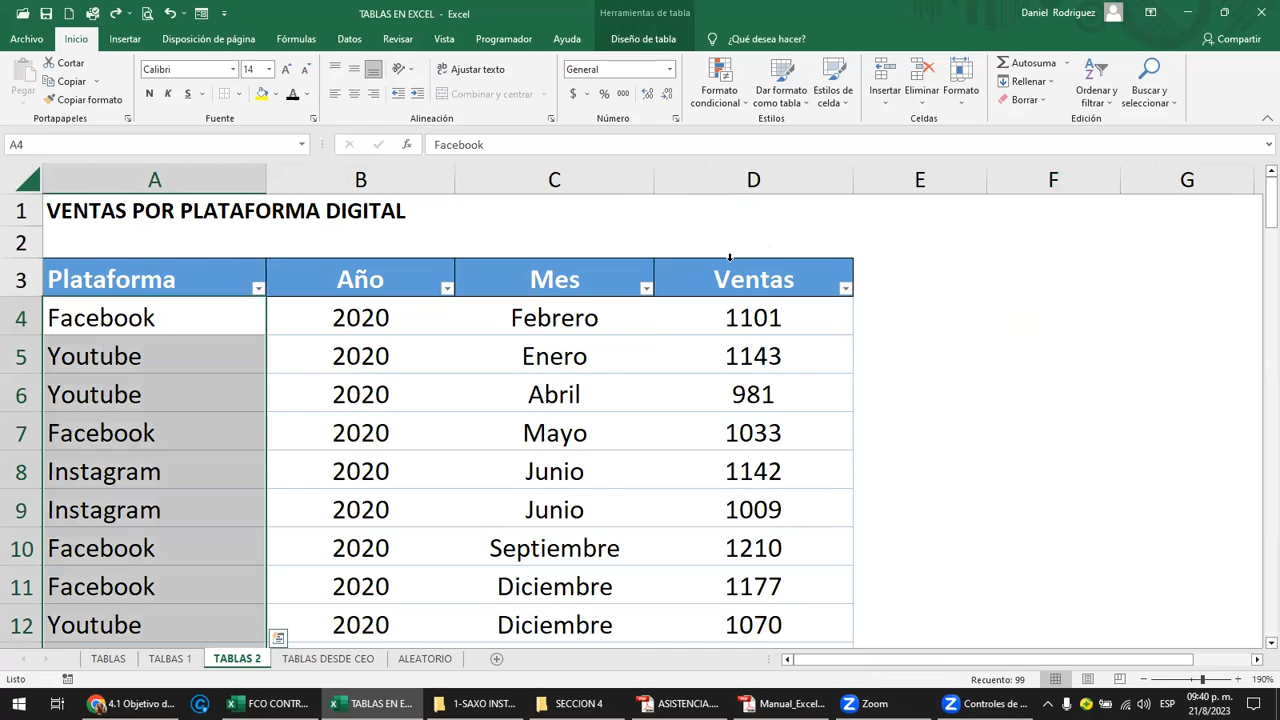 TABLAS EN EXCEL - Excel
Herramientas de tabla
Daniel Rodriguez
Archivo Inicio Insertar Disposición de página Fórmulas Datos Revisar Vista Programador Ayuda Diseño de tabla ¿Qué desea hacer? Compartir
Pegar
Cortar
Copiar
Copiar formato
Portapapeles
Calibri 14
N K S
Fuente
Ajustar texto
Combinar y centrar
Alineación
General
$ % 000
Número
Formato condicional
Dar formato como tabla
Estilos de celda
Estilos
Insertar Eliminar Formato
Celdas
Autosuma
Rellenar
Borrar
Ordenar y filtrar
Buscar y seleccionar
Edición
A4 fx Facebook
A B C D E F G
1 VENTAS POR PLATAFORMA DIGITAL
2
3 Plataforma Año Mes Ventas
4 Facebook 2020 Febrero 1101
5 Youtube 2020 Enero 1143
6 Youtube 2020 Abril 981
7 Facebook 2020 Mayo 1033
8 Instagram 2020 Junio 1142
9 Instagram 2020 Junio 1009
10 Facebook 2020 Septiembre 1210
11 Facebook 2020 Diciembre 1177
12 Youtube 2020 Diciembre 1070
TABLAS TALBAS 1 TABLAS 2 TABLAS DESDE CEO ALEATORIO
Listo Recuento: 99 190%
4.1 Objetivo d... FCO CONTR... TABLAS EN E... 1-SAXO INST... SECCION 4 ASISTENCIA.... Manual_Exce... Zoom Controles de ... ESP 09:40 p. m.
21/8/2023